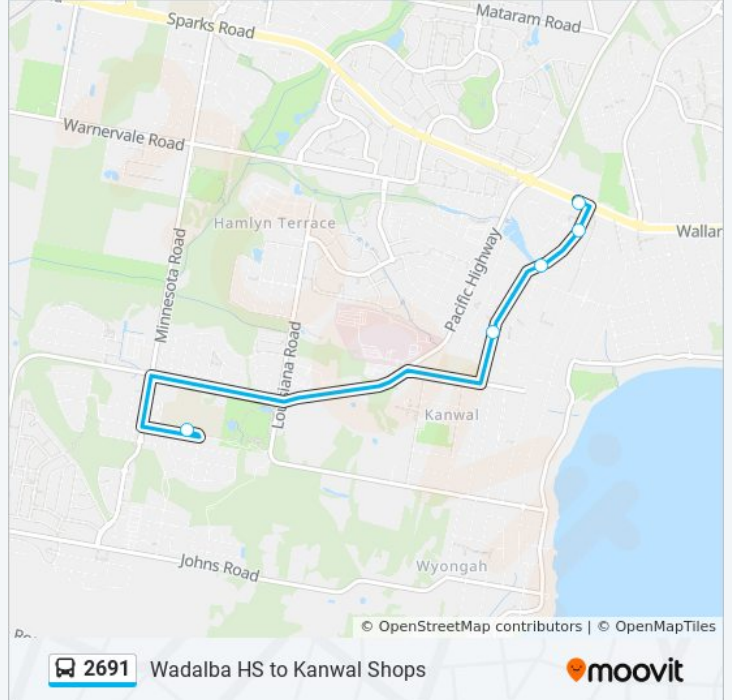 Mataram Road
Sparks Road
Warnervale Road
Hamlyn Terrace
Wallar
Minnesota Road
Pacific Highway
Louisiana Road
Kanwal
Johns Road
Wyongah
© OpenStreetMap contributors | © OpenMapTiles
2691 Wadalba HS to Kanwal Shops
moovit